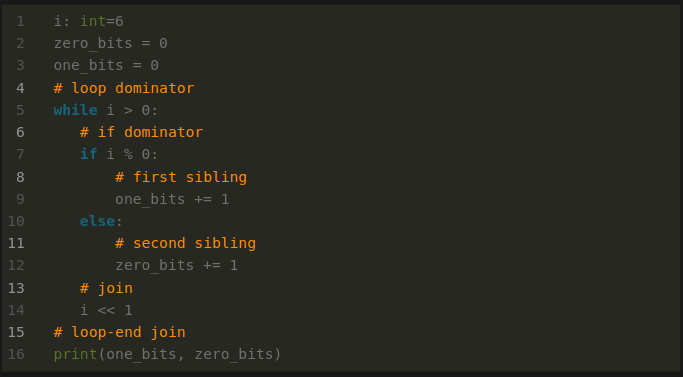 1 i: int=6
2 zero_bits = 0
3 one_bits = 0
4 # loop dominator
5 while i > 0:
6 # if dominator
7 if i % 0:
8 # first sibling
9 one_bits += 1
10 else:
11 # second sibling
12 zero_bits += 1
13 # join
14 i << 1
15 # loop-end join
16 print(one_bits, zero_bits)